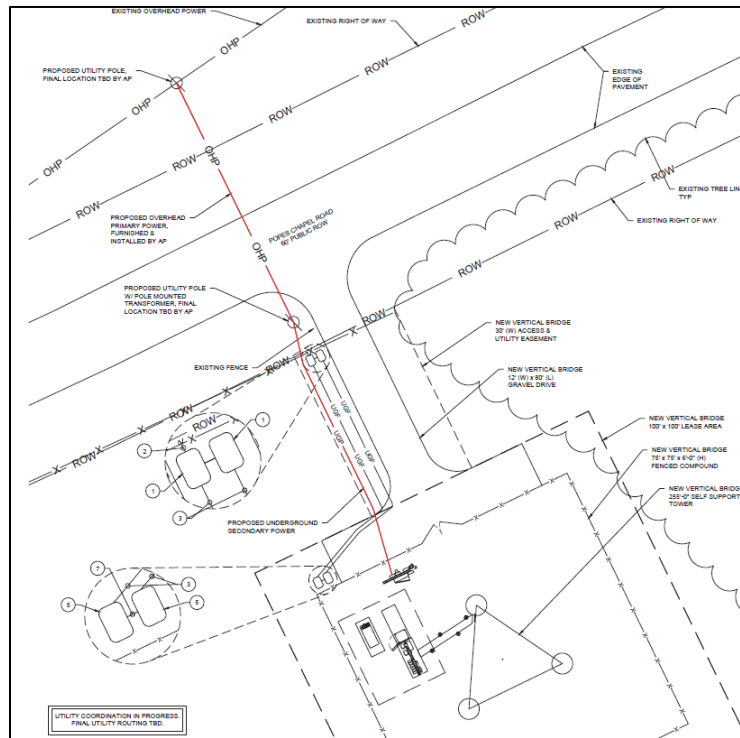 EXISTING OVERHEAD POWER
EXISTING RIGHT OF WAY
ROW
OHP
PROPOSED UTILITY POLE,
FINAL LOCATION TBD BY AP
ROW
EXISTING
EDGE OF
PAVEMENT
OHP
ROW
OHP
ROW
OHP
ROW
EXISTING TREE LIN
TYP
ROW
EXISTING RIGHT OF WAY
PROPOSED OVERHEAD
PRIMARY POWER,
FURNISHED &
INSTALLED BY AP
POPES CHAPEL ROAD
60' PUBLIC ROW
OHP
ROW
ROW
PROPOSED UTILITY POLE
W/ POLE MOUNTED
TRANSFORMER, FINAL
LOCATION TBD BY AP
ROW
NEW VERTICAL BRIDGE
30' (W) ACCESS &
UTILITY EASEMENT
EXISTING FENCE
ROW
NEW VERTICAL BRIDGE
12' (W) x 90' (L)
GRAVEL DRIVE
UGF
UGF
ROW
ROW
1
2
UGP
UGF
UGF
ROW
1
3
NEW VERTICAL BRIDGE
100' x 100' LEASE AREA
NEW VERTICAL BRIDGE
75' x 75' x 6'-0" (H)
FENCED COMPOUND
NEW VERTICAL BRIDG
255'-0" SELF SUPPORT
TOWER
PROPOSED UNDERGROUND
SECONDARY POWER
7
3
5
UTILITY COORDINATION IN PROGRESS.
FINAL UTILITY ROUTING TBD.